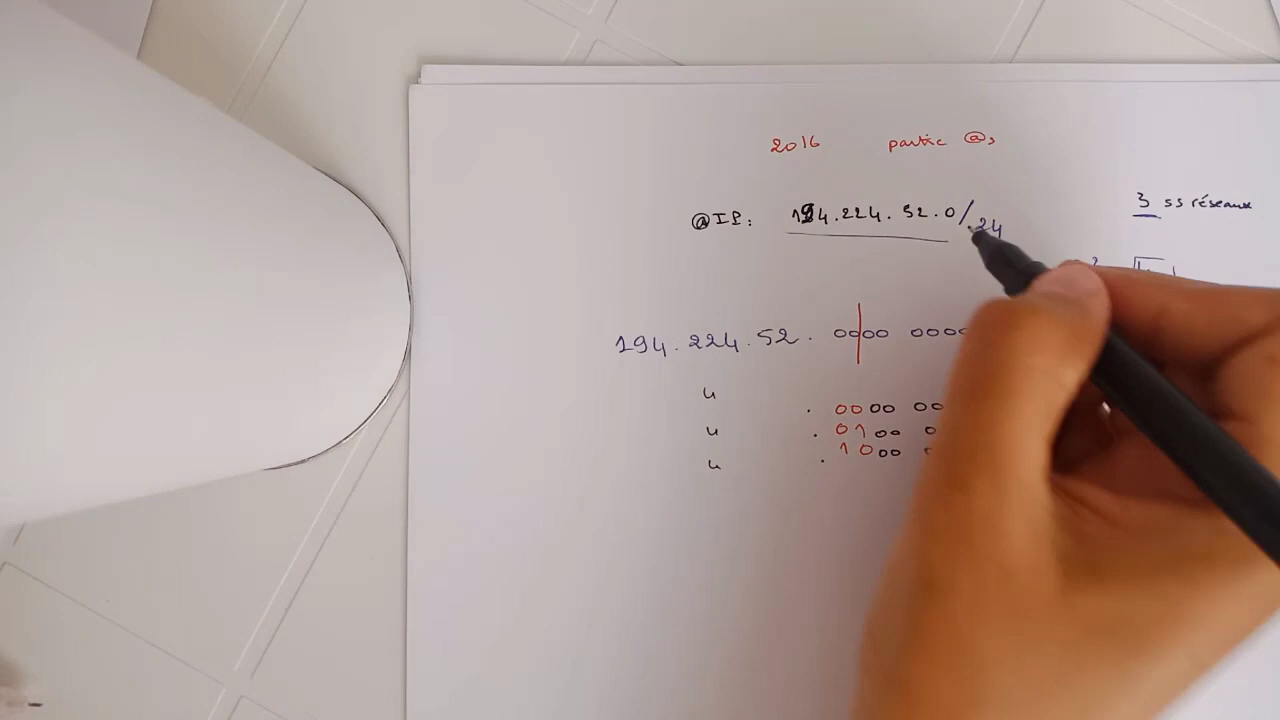 2016 partie @s
@IP: 194.224.52.0/24
3 ss réseaux
194.224.52. 0000 0000
" . 0000 00
" . 0100 0
" . 1000 0